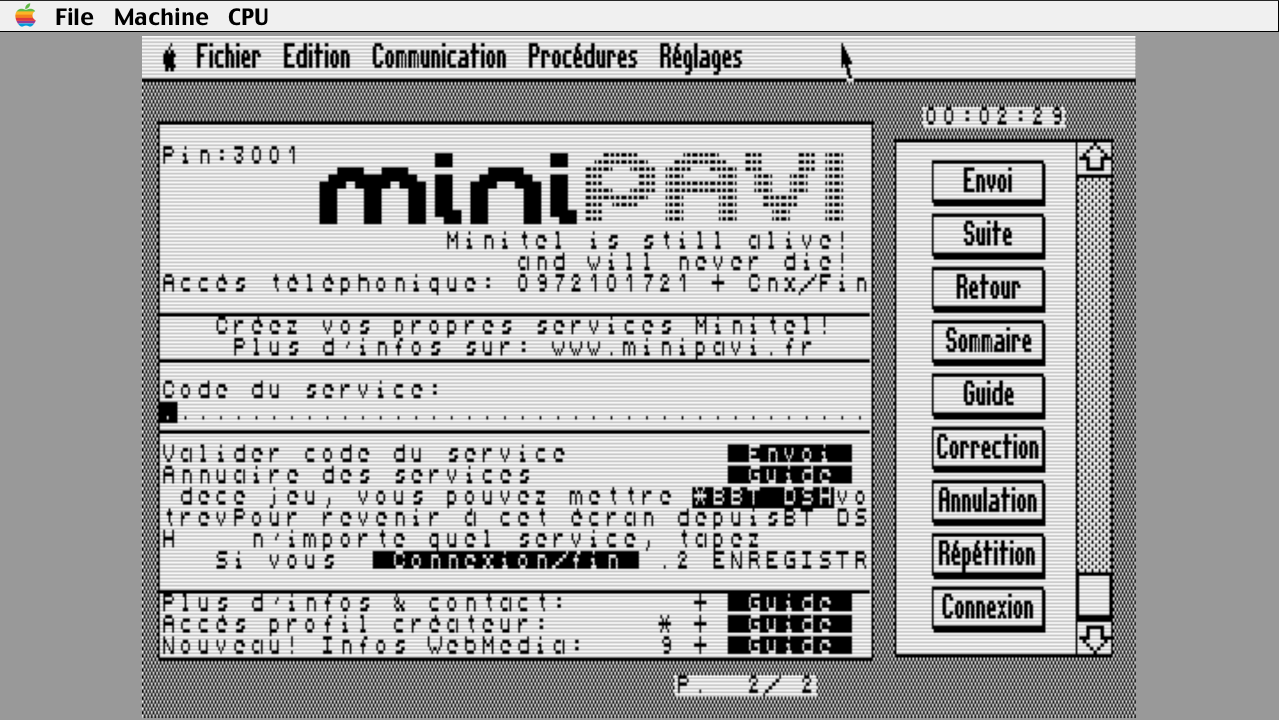 File Machine CPU
Fichier Edition Communication Procédures Réglages
00:02:29
Pin:3001
miniPAVI
Minitel is still alive!
and will never die!
Accès téléphonique: 0972101721 + Cnx/Fin
Créez vos propres services Minitel!
Plus d'infos sur: www.minipavi.fr
Code du service:
........................................
Valider code du service Envoi
Annuaire des services Guide
dece jeu, vous pouvez mettre *BBT DSHvo
trevPour revenir à cet écran depuisBT DS
H n'importe quel service, tapez
Si vous Connexion/fin .2 ENREGISTR
Plus d'infos & contact: + Guide
Accès profil créateur: * + Guide
Nouveau! Infos WebMedia: 9 + Guide
P. 2/ 2
Envoi
Suite
Retour
Sommaire
Guide
Correction
Annulation
Répétition
Connexion